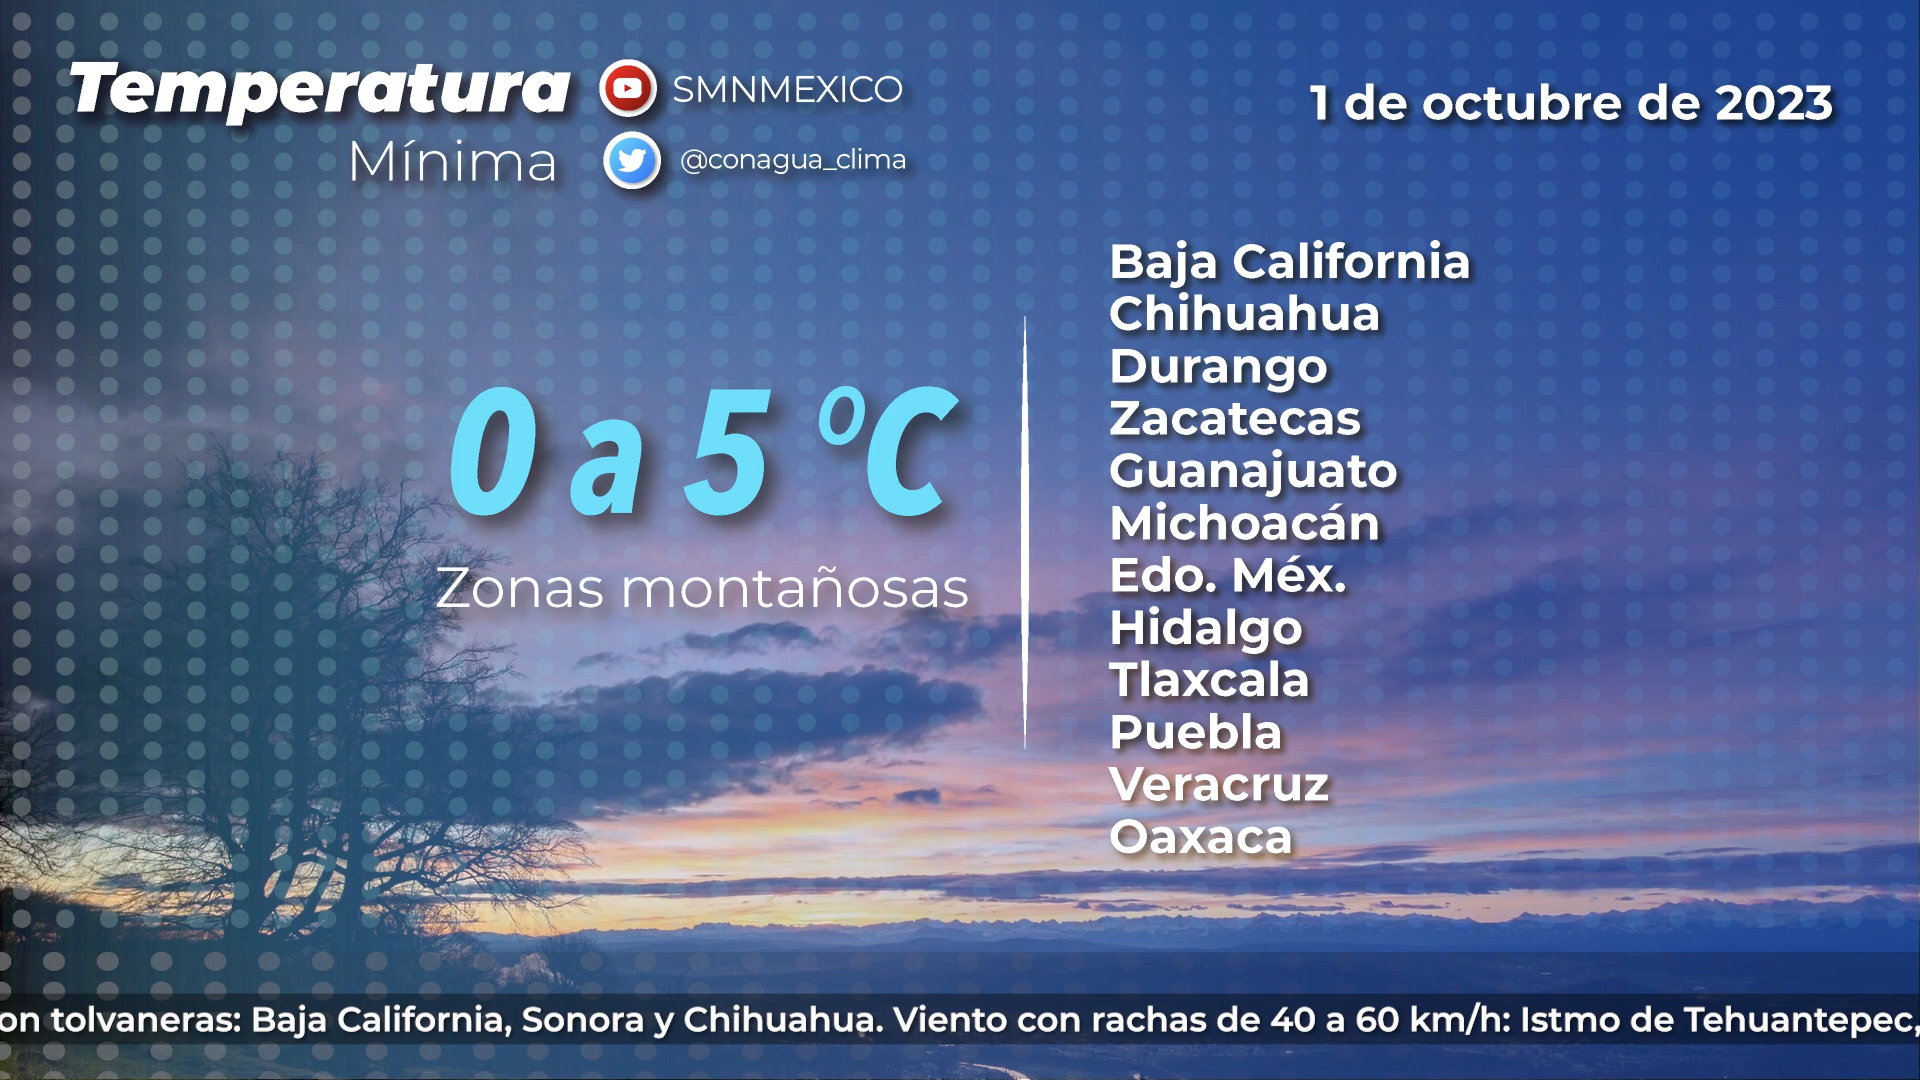 Temperatura
Mínima
SMNMEXICO
@conagua_clima
1 de octubre de 2023
0 a 5 °C
Zonas montañosas
Baja California
Chihuahua
Durango
Zacatecas
Guanajuato
Michoacán
Edo. Méx.
Hidalgo
Tlaxcala
Puebla
Veracruz
Oaxaca
on tolvaneras: Baja California, Sonora y Chihuahua. Viento con rachas de 40 a 60 km/h: Istmo de Tehuantepec,